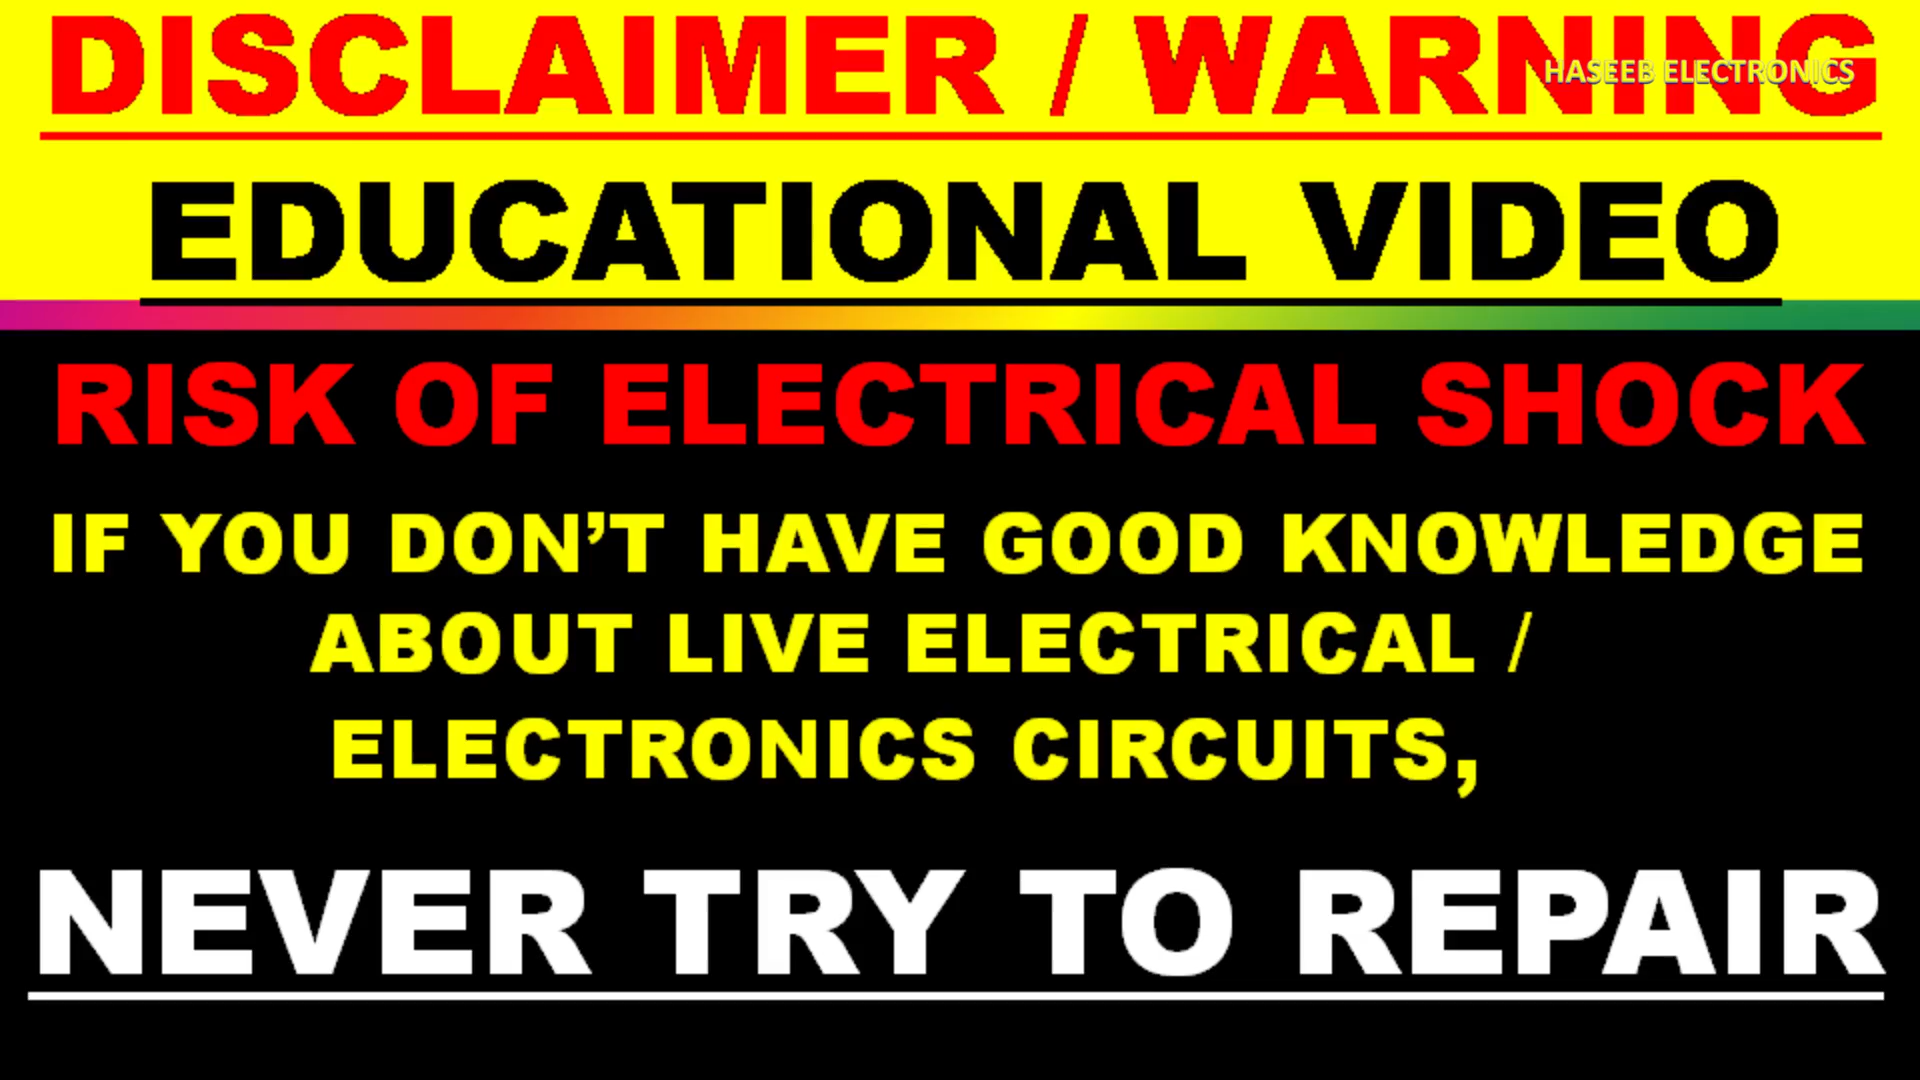 DISCLAIMER / WARNING
HASEEB ELECTRONICS
EDUCATIONAL VIDEO
RISK OF ELECTRICAL SHOCK
IF YOU DON’T HAVE GOOD KNOWLEDGE
ABOUT LIVE ELECTRICAL /
ELECTRONICS CIRCUITS,
NEVER TRY TO REPAIR